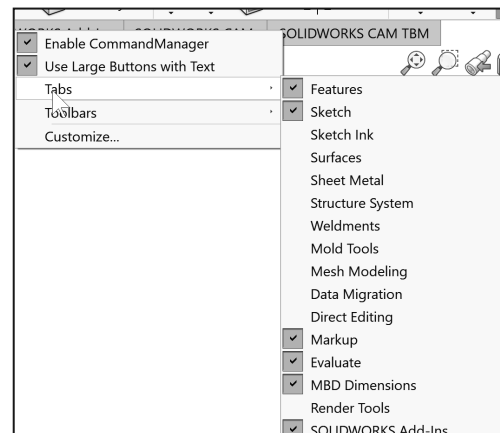 SOLIDWORKS CAM TBM
Enable CommandManager
Use Large Buttons with Text
Tabs
Toolbars
Customize...
Features
Sketch
Sketch Ink
Surfaces
Sheet Metal
Structure System
Weldments
Mold Tools
Mesh Modeling
Data Migration
Direct Editing
Markup
Evaluate
MBD Dimensions
Render Tools
SOLIDWORKS Add-Ins